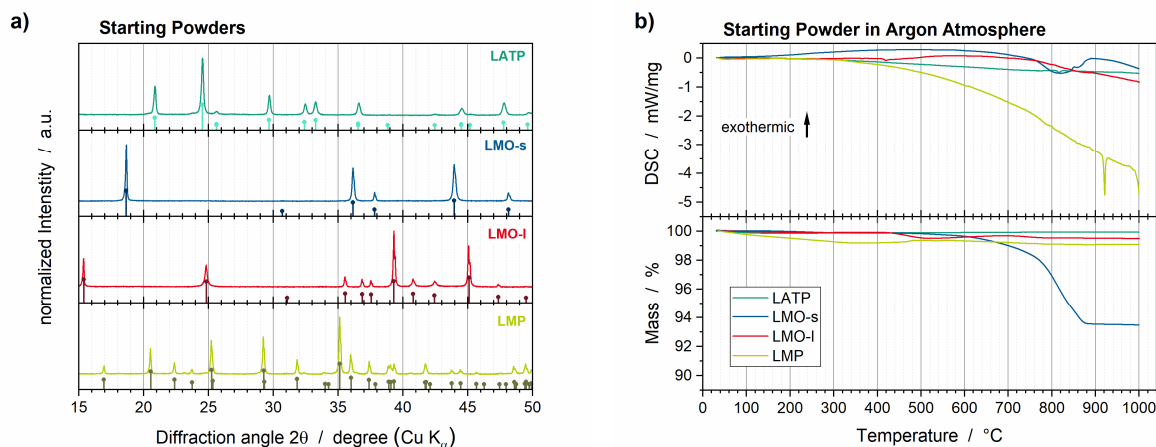 a)
Starting Powders
LATP
LMO-s
LMO-l
LMP
normalized Intenstity / a.u.
15 20 25 30 35 40 45 50
Diffraction angle 2θ / degree (Cu Kα)
b)
Starting Powder in Argon Atmosphere
0
-1
-2
-3
-4
-5
DSC / mW/mg
exothermic
100
98
96
94
92
90
Mass / %
LATP
LMO-s
LMO-l
LMP
0 100 200 300 400 500 600 700 800 900 1000
Temperature / °C